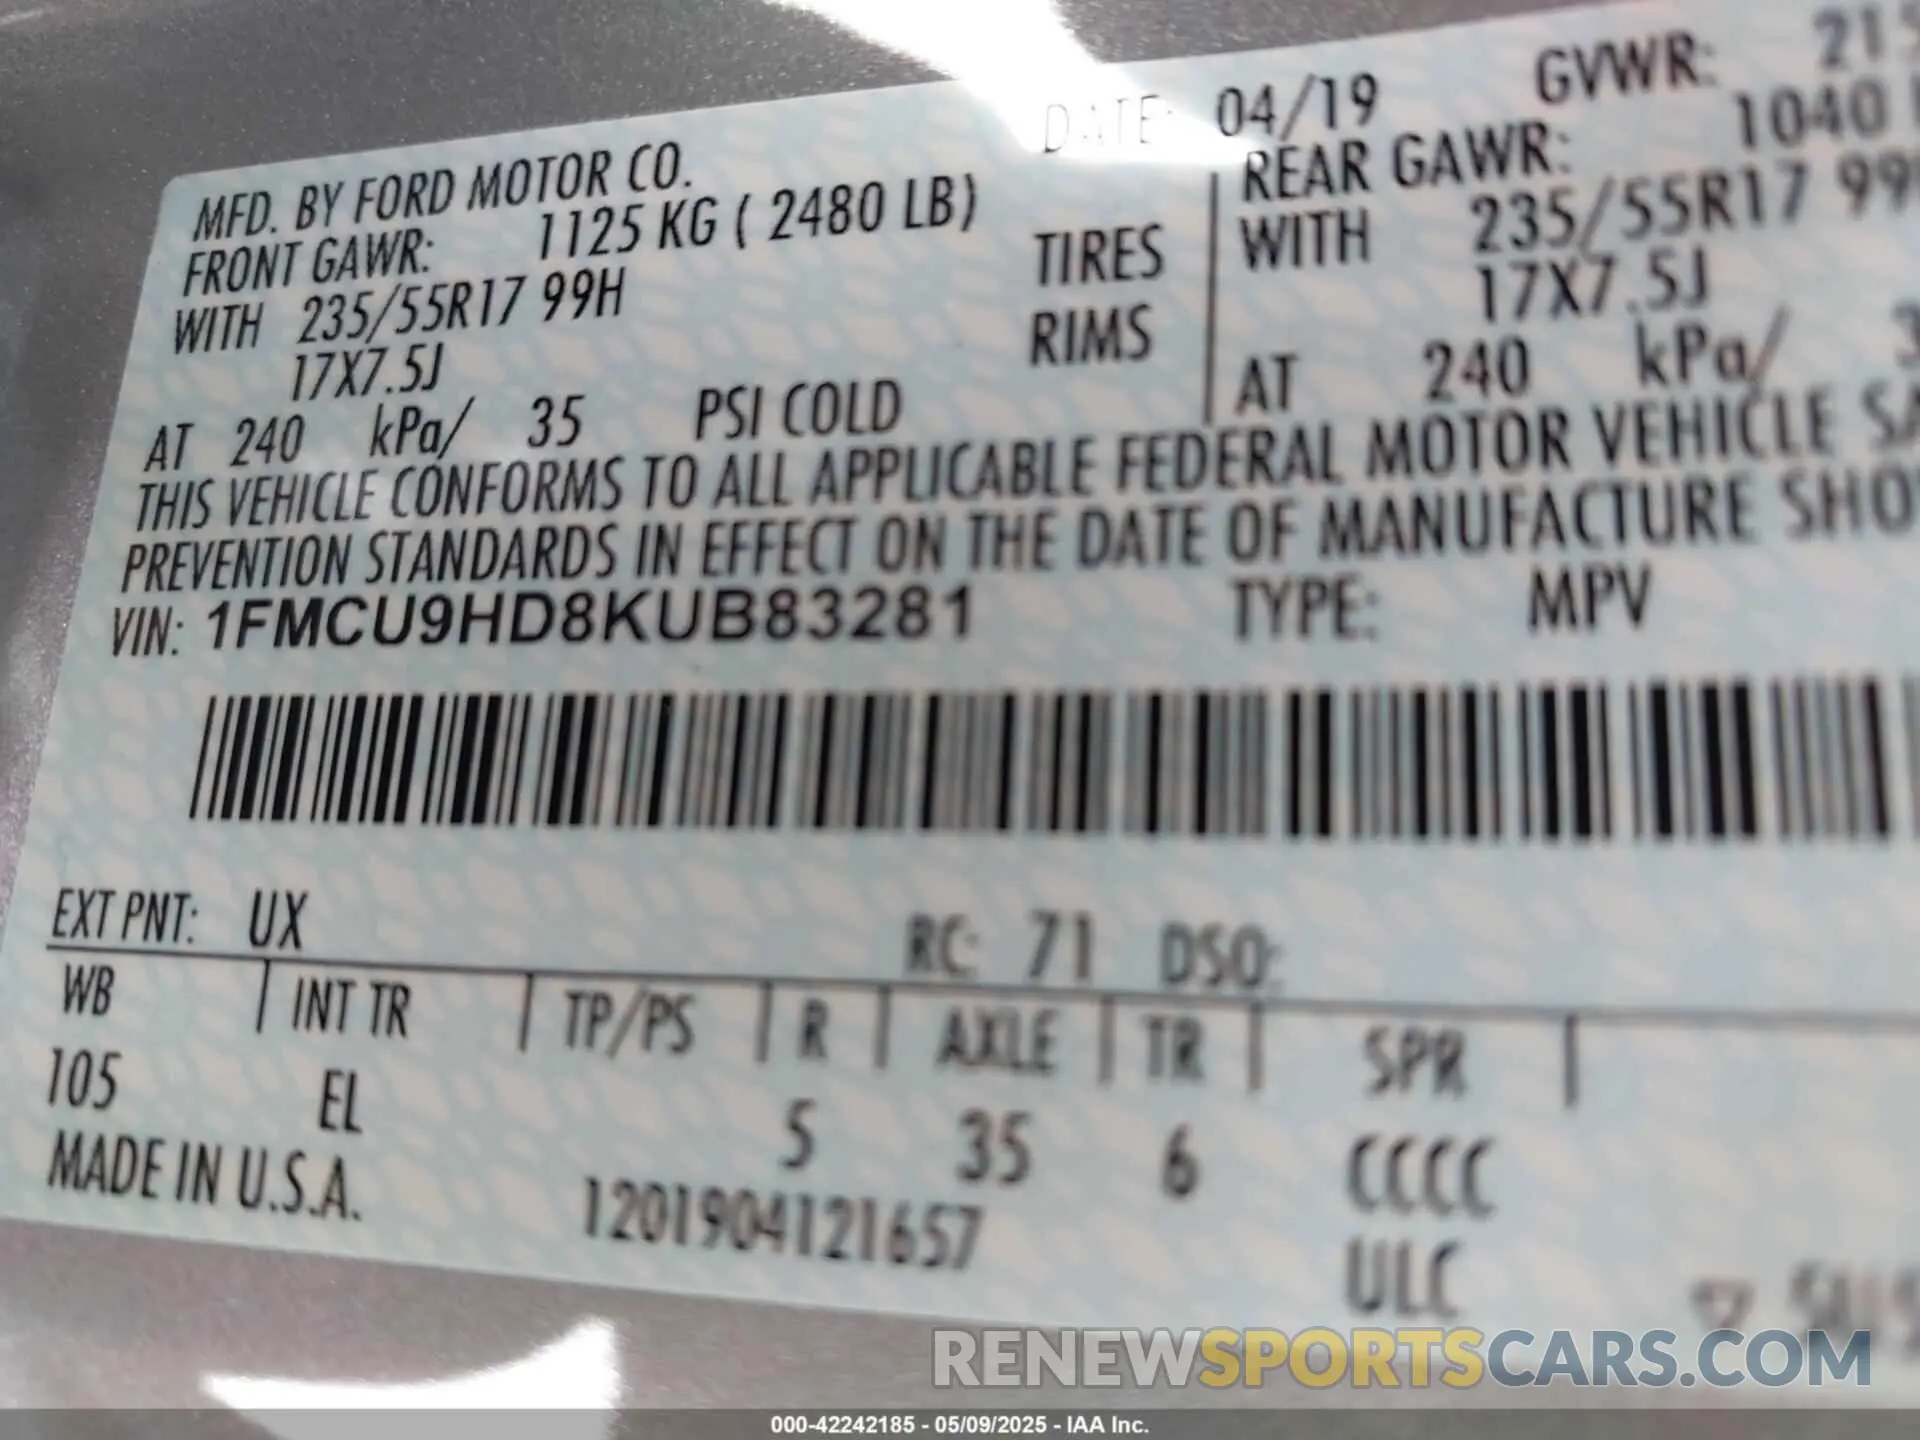 DATE: 04/19 GVWR:
MFD. BY FORD MOTOR CO.
FRONT GAWR: 1125 KG ( 2480 LB)
WITH 235/55R17 99H
17X7.5J
AT 240 kPa/ 35 PSI COLD
TIRES
RIMS
REAR GAWR: 1040
WITH 235/55R17
17X7.5J
AT 240 kPa/
THIS VEHICLE CONFORMS TO ALL APPLICABLE FEDERAL MOTOR VEHICLE
PREVENTION STANDARDS IN EFFECT ON THE DATE OF MANUFACTURE
VIN: 1FMCU9HD8KUB83281 TYPE: MPV
EXT PNT: UX RC: 71 DSO:
WB INT TR TP/PS R AXLE TR SPR
105 EL 5 35 6 CCCC
MADE IN U.S.A. 1201904121657 ULC
RENEWSPORTSCARS.COM
000-42242185 - 05/09/2025 - IAA Inc.